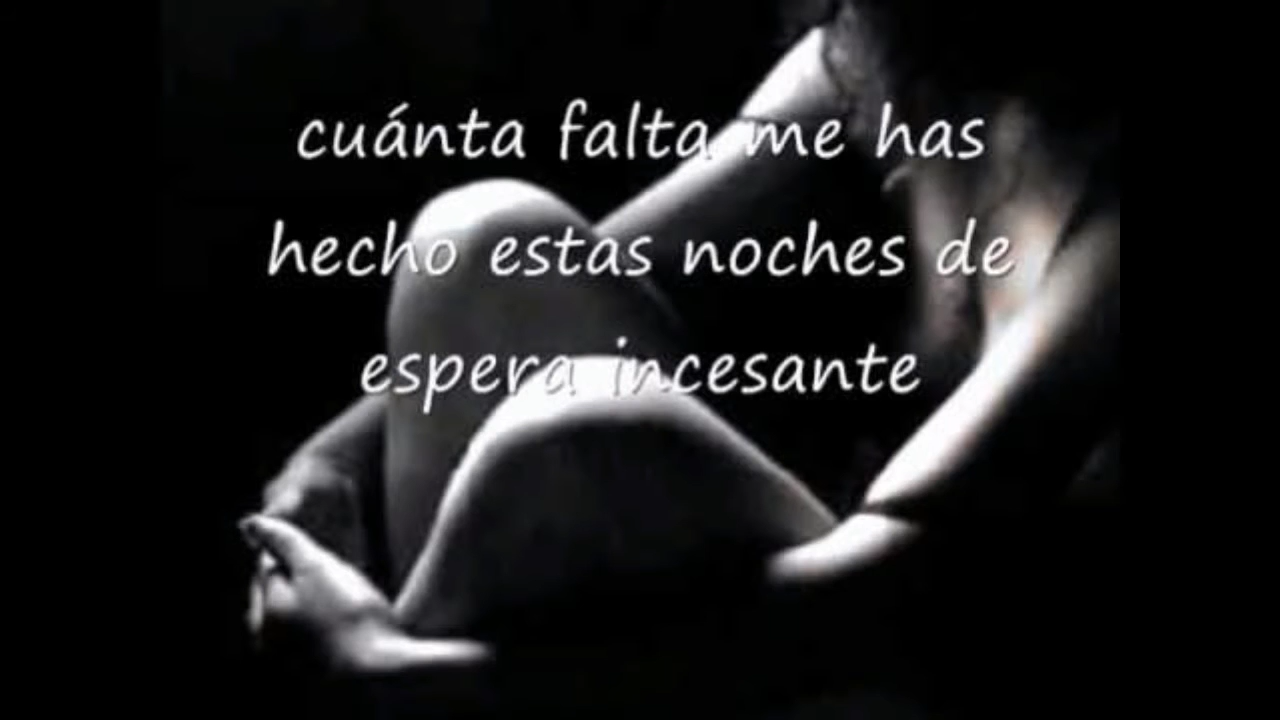 cuánta falta me has
hecho estas noches de
espera incesante